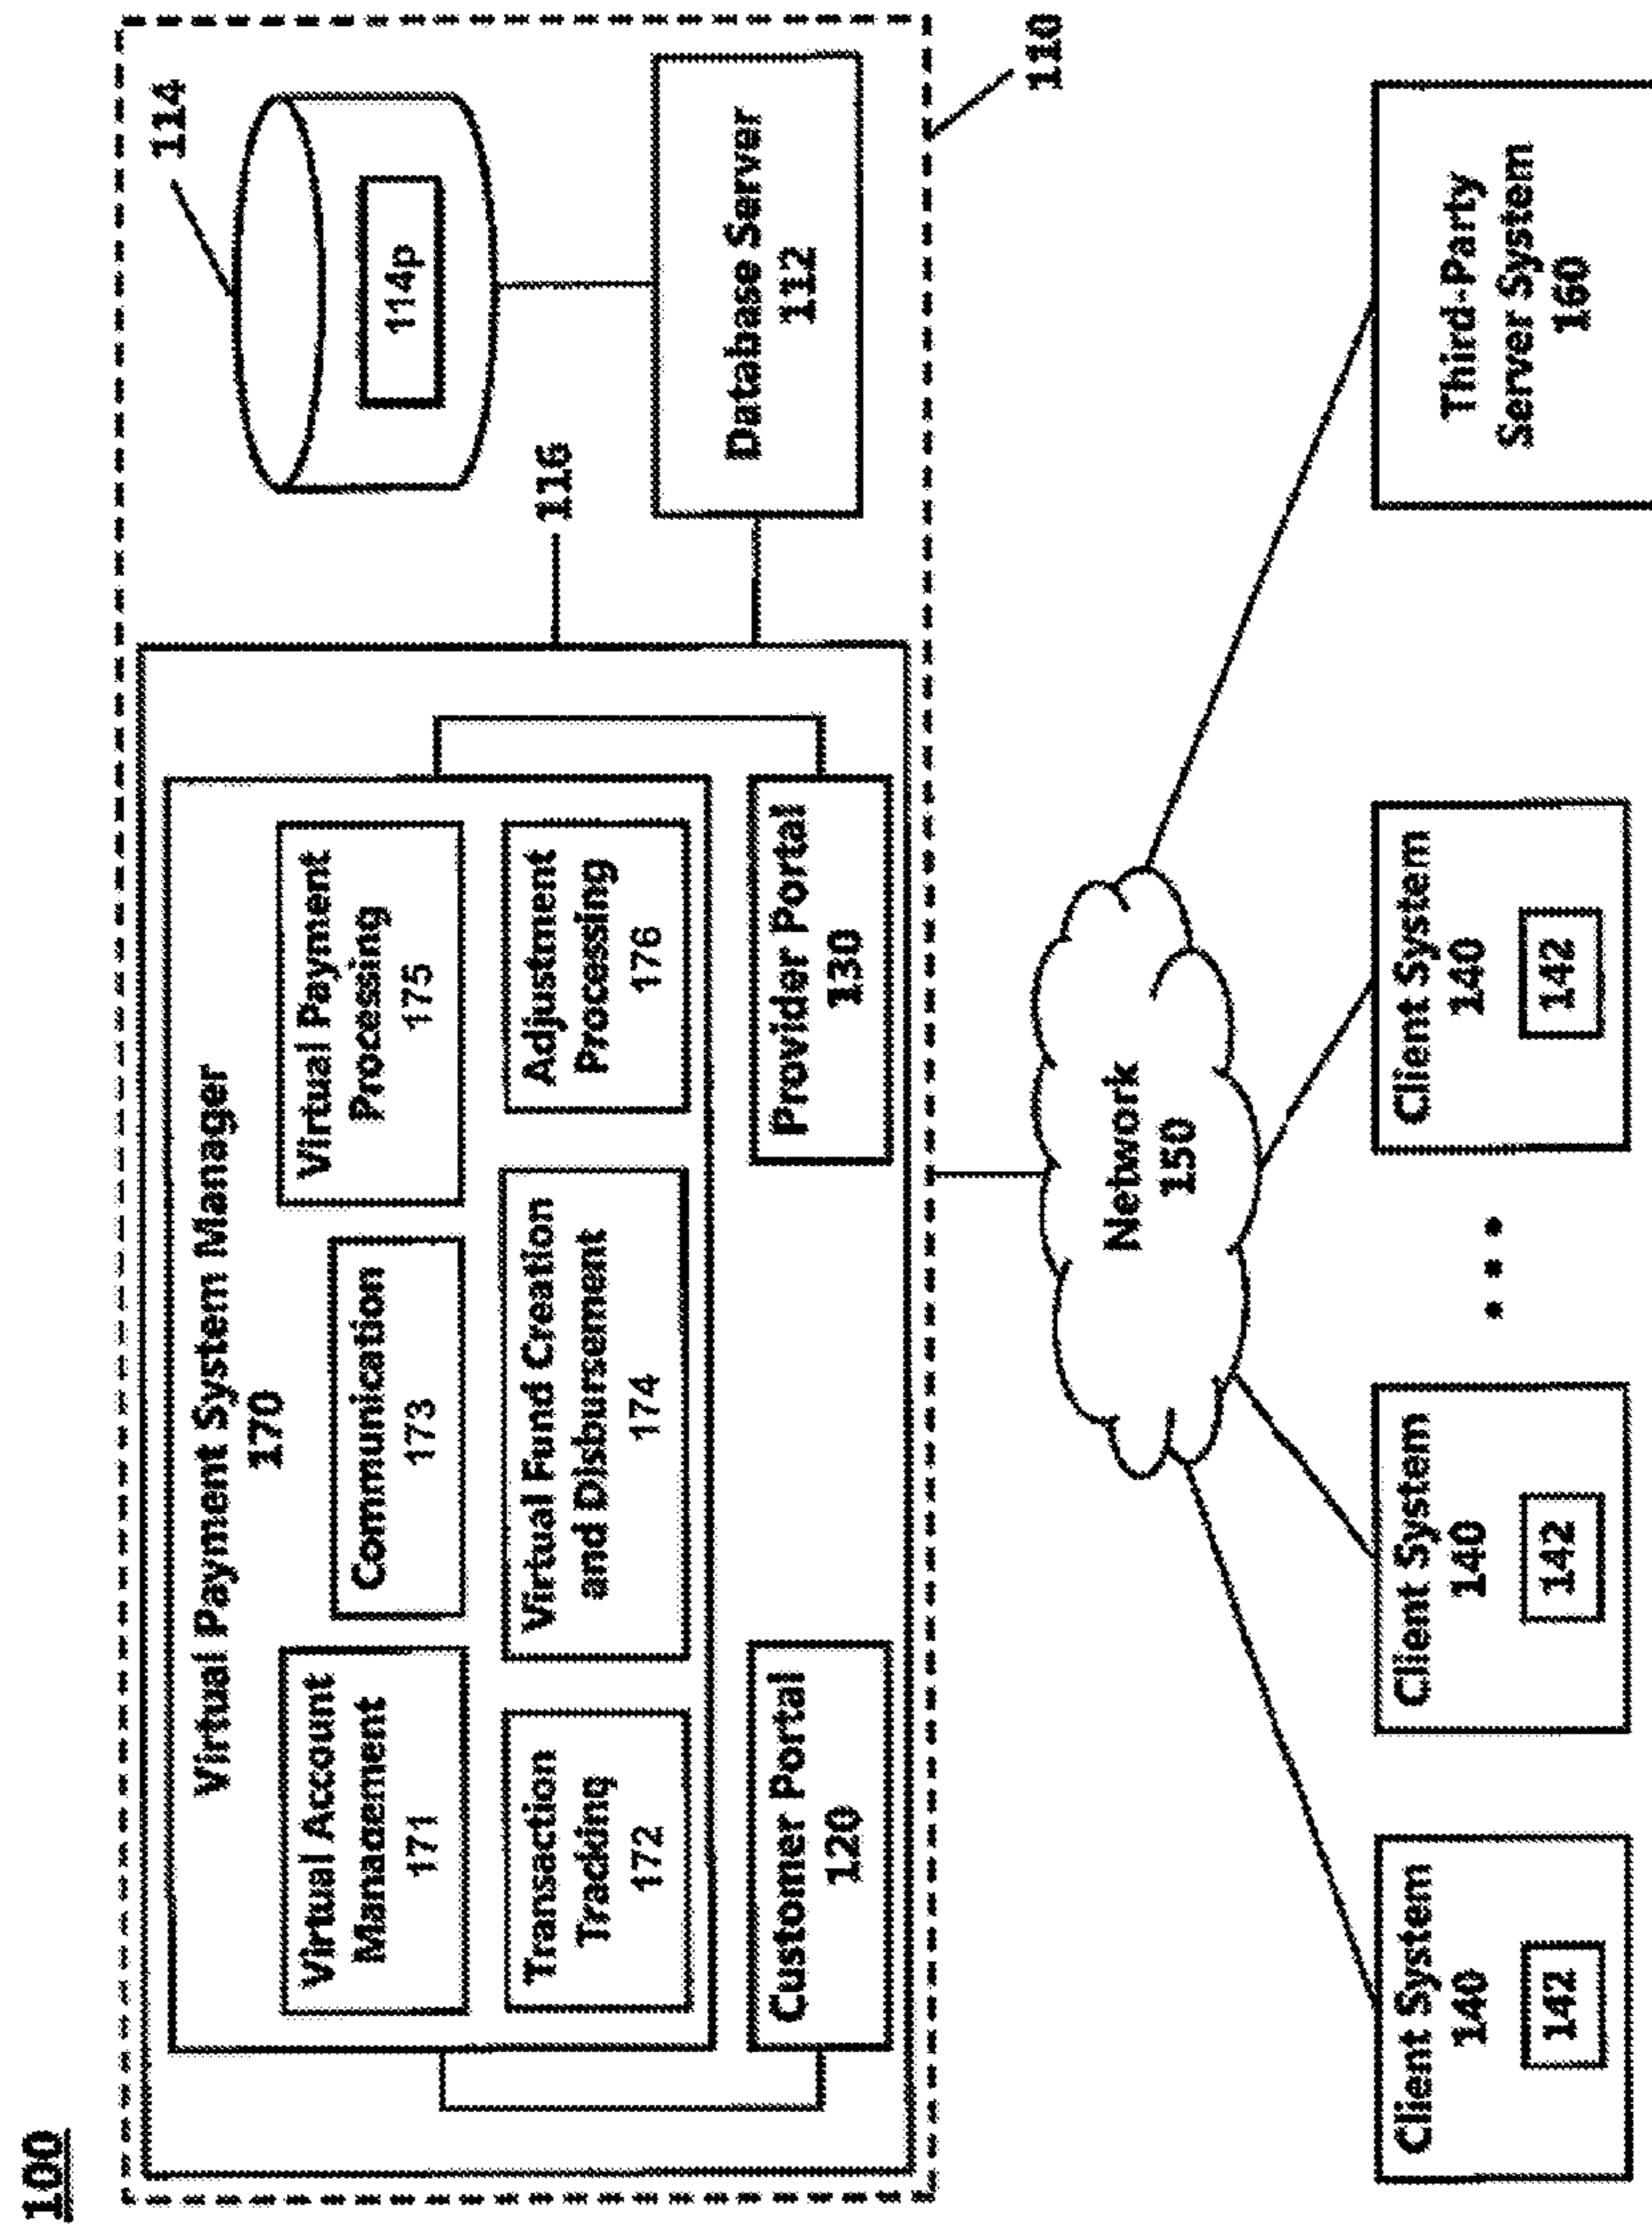 100
Virtual Payment System Manager
170
Virtual Account
Manaement
171
Communication
173
Virtual Payment
Processing
175
Transaction
Tracking
172
Virtual Fund Creation
and Disbursement
174
Adjustment
Processing
176
Customer Portal
120
Provider Portal
130
116
114
114p
Database Server
112
110
Network
150
Client System
140
142
Client System
140
142
Client System
140
142
Third-Party
Server System
160